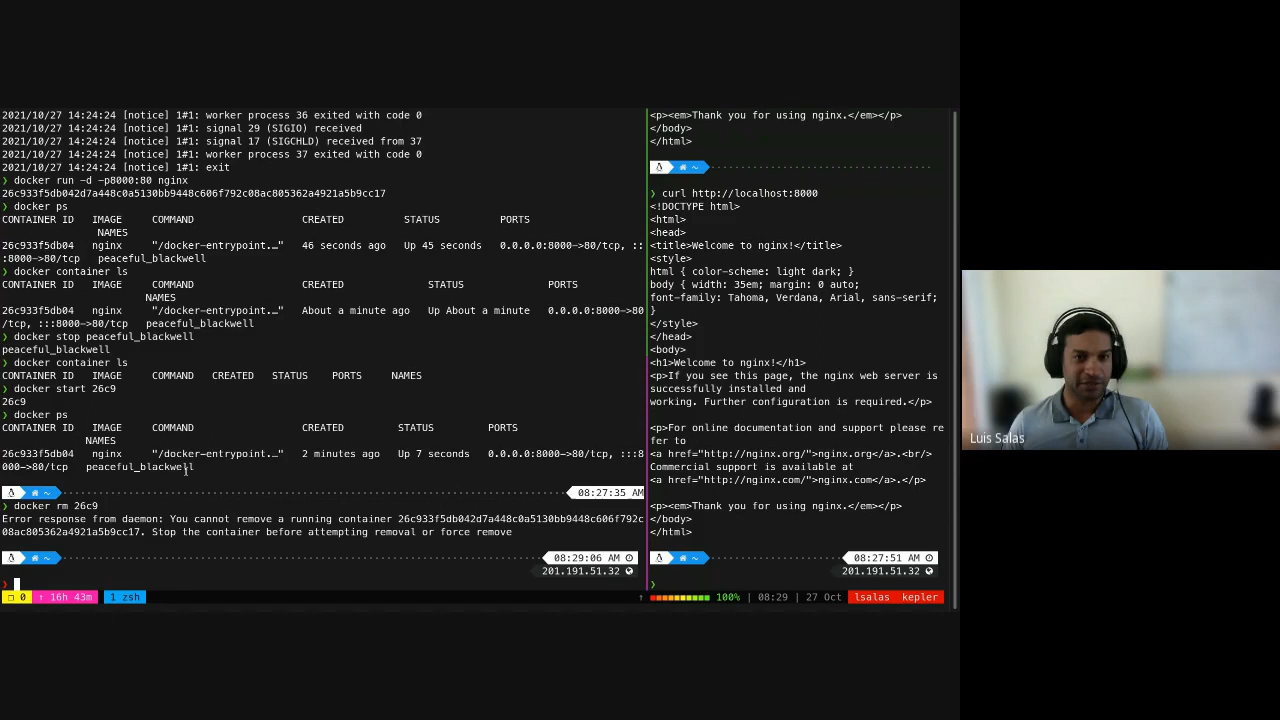 2021/10/27 14:24:24 [notice] 1#1: worker process 36 exited with code 0
2021/10/27 14:24:24 [notice] 1#1: signal 29 (SIGIO) received
2021/10/27 14:24:24 [notice] 1#1: signal 17 (SIGCHLD) received from 37
2021/10/27 14:24:24 [notice] 1#1: worker process 37 exited with code 0
2021/10/27 14:24:24 [notice] 1#1: exit
❯ docker run -d -p8000:80 nginx
26c933f5db042d7a448c0a5130bb9448c606f792c08ac805362a4921a5b9cc17
❯ docker ps
CONTAINER ID IMAGE COMMAND CREATED STATUS PORTS
NAMES
26c933f5db04 nginx "/docker-entrypoint.…" 46 seconds ago Up 45 seconds 0.0.0.0:8000->80/tcp, ::
:8000->80/tcp peaceful_blackwell
❯ docker container ls
CONTAINER ID IMAGE COMMAND CREATED STATUS PORTS
NAMES
26c933f5db04 nginx "/docker-entrypoint.…" About a minute ago Up About a minute 0.0.0.0:8000->80
/tcp, :::8000->80/tcp peaceful_blackwell
❯ docker stop peaceful_blackwell
peaceful_blackwell
❯ docker container ls
CONTAINER ID IMAGE COMMAND CREATED STATUS PORTS NAMES
❯ docker start 26c9
26c9
❯ docker ps
CONTAINER ID IMAGE COMMAND CREATED STATUS PORTS
NAMES
26c933f5db04 nginx "/docker-entrypoint.…" 2 minutes ago Up 7 seconds 0.0.0.0:8000->80/tcp, :::8
000->80/tcp peaceful_blackwell
~ 08:27:35 AM
❯ docker rm 26c9
Error response from daemon: You cannot remove a running container 26c933f5db042d7a448c0a5130bb9448c606f792c
08ac805362a4921a5b9cc17. Stop the container before attempting removal or force remove
~ 08:29:06 AM
201.191.51.32
❯
<p><em>Thank you for using nginx.</em></p>
</body>
</html>
~
❯ curl http://localhost:8000
<!DOCTYPE html>
<html>
<head>
<title>Welcome to nginx!</title>
<style>
html { color-scheme: light dark; }
body { width: 35em; margin: 0 auto;
font-family: Tahoma, Verdana, Arial, sans-serif;
}
</style>
</head>
<body>
<h1>Welcome to nginx!</h1>
<p>If you see this page, the nginx web server is
successfully installed and
working. Further configuration is required.</p>
<p>For online documentation and support please re
fer to
<a href="http://nginx.org/">nginx.org</a>.<br/>
Commercial support is available at
<a href="http://nginx.com/">nginx.com</a>.</p>
<p><em>Thank you for using nginx.</em></p>
</body>
</html>
~ 08:27:51 AM
201.191.51.32
❯
0 ↑ 16h 43m 1 zsh ↑ 100% | 08:29 | 27 Oct lsalas kepler
Luis Salas